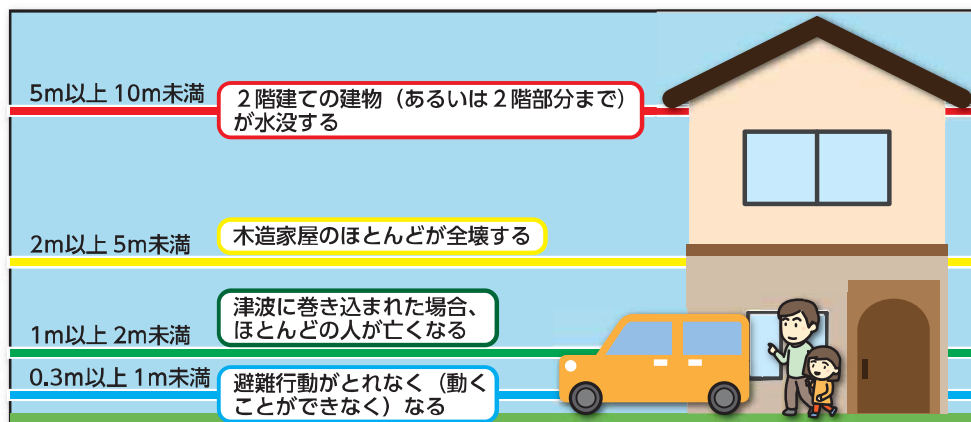 5m以上 10m未満
２階建ての建物（あるいは２階部分まで）
が水没する
2m以上 5m未満
木造家屋のほとんどが全壊する
1m以上 2m未満
津波に巻き込まれた場合、
ほとんどの人が亡くなる
0.3m以上 1m未満
避難行動がとれなく（動く
ことができなく）なる